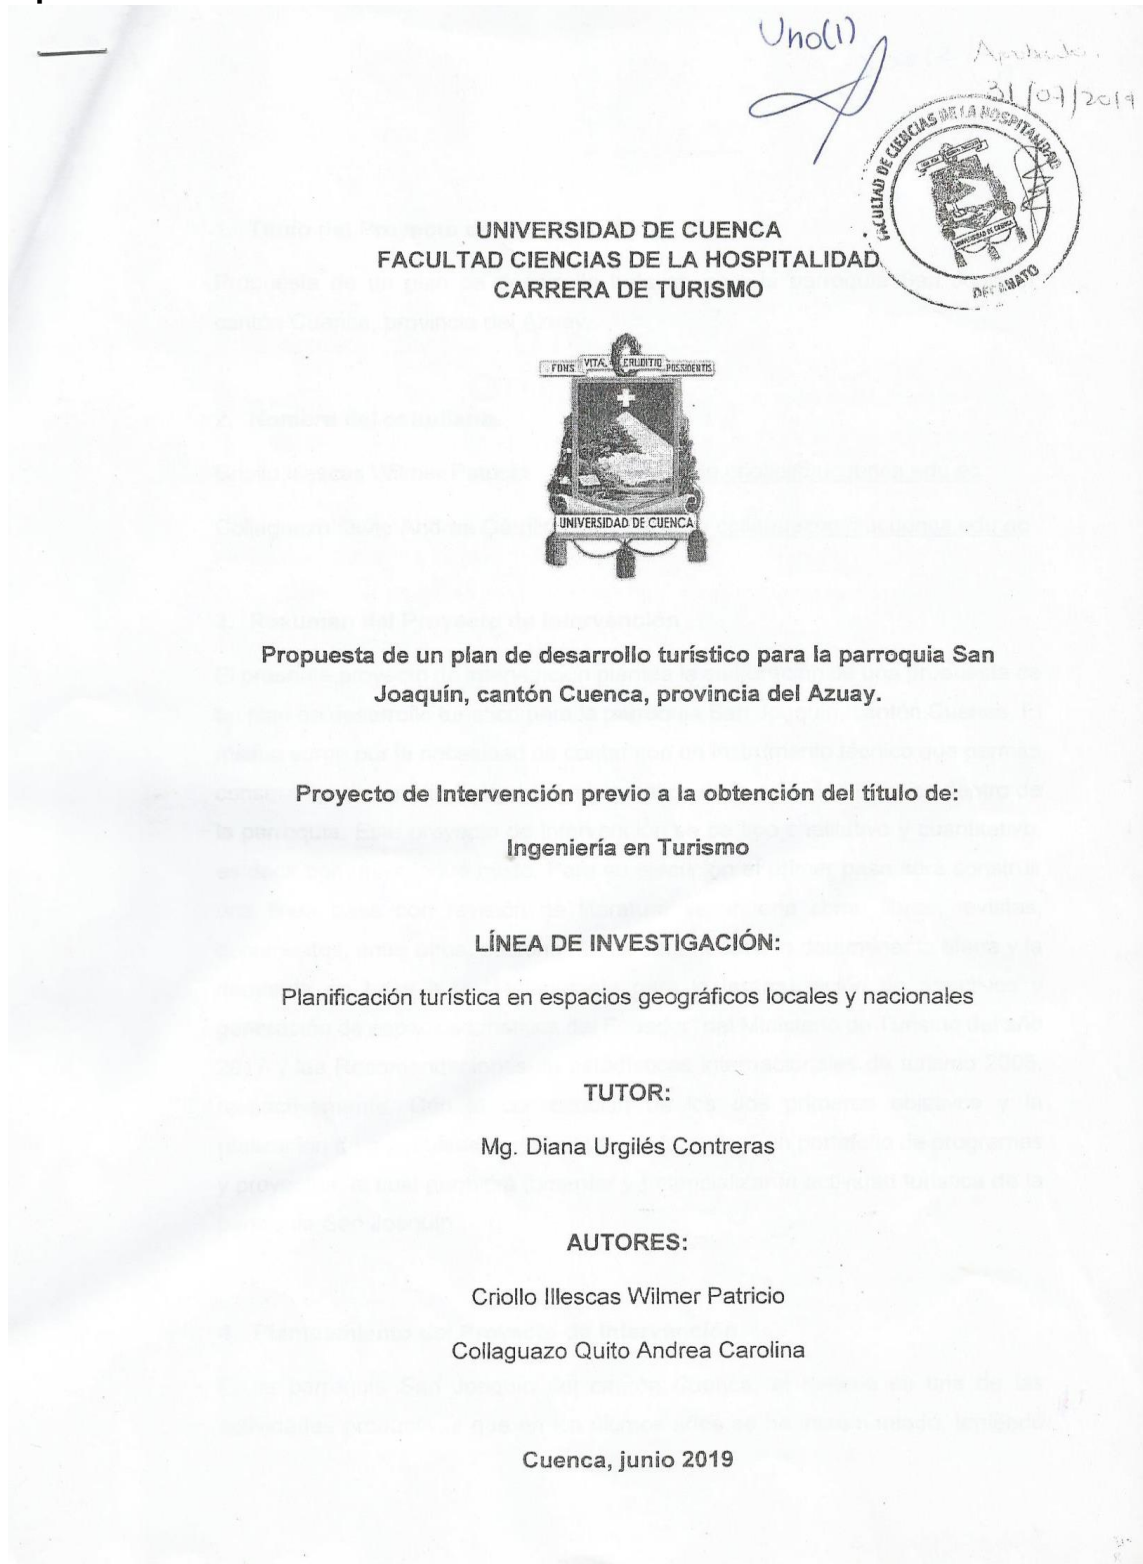 Uno(1)
Aprobado.
31/07/2019
FACULTAD DE CIENCIAS DE LA HOSPITALIDAD
DECANATO
UNIVERSIDAD DE CUENCA
FACULTAD CIENCIAS DE LA HOSPITALIDAD
CARRERA DE TURISMO
FONS VITA ERUDITIO POSSIDENTIS
UNIVERSIDAD DE CUENCA
Propuesta de un plan de desarrollo turístico para la parroquia San
Joaquín, cantón Cuenca, provincia del Azuay.
Proyecto de Intervención previo a la obtención del título de:
Ingeniería en Turismo
LÍNEA DE INVESTIGACIÓN:
Planificación turística en espacios geográficos locales y nacionales
TUTOR:
Mg. Diana Urgilés Contreras
AUTORES:
Criollo Illescas Wilmer Patricio
Collaguazo Quito Andrea Carolina
Cuenca, junio 2019